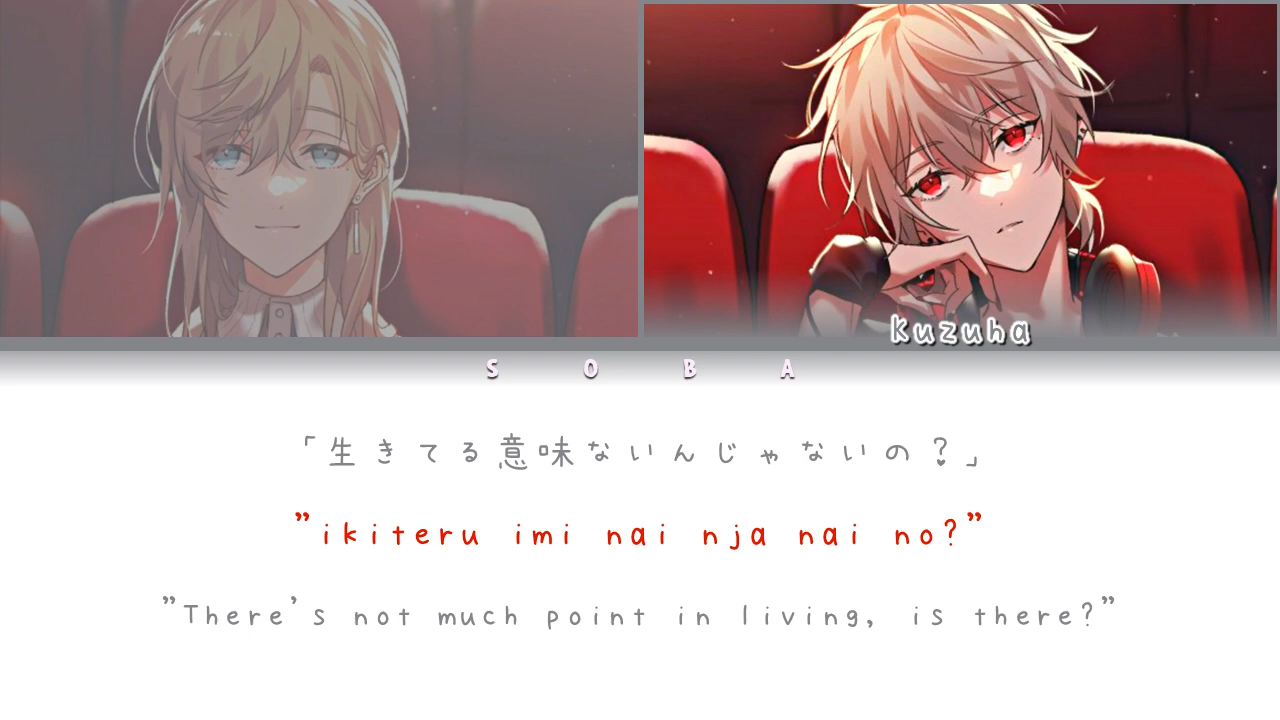 Kuzuha
SOBA
「生きてる意味ないんじゃないの？」
”ikiteru imi nai nja nai no?”
”There’s not much point in living, is there?”